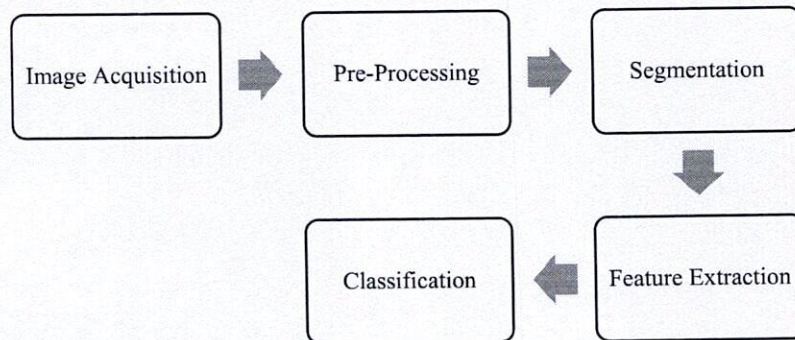 Image Acquisition
Pre-Processing
Segmentation
Feature Extraction
Classification